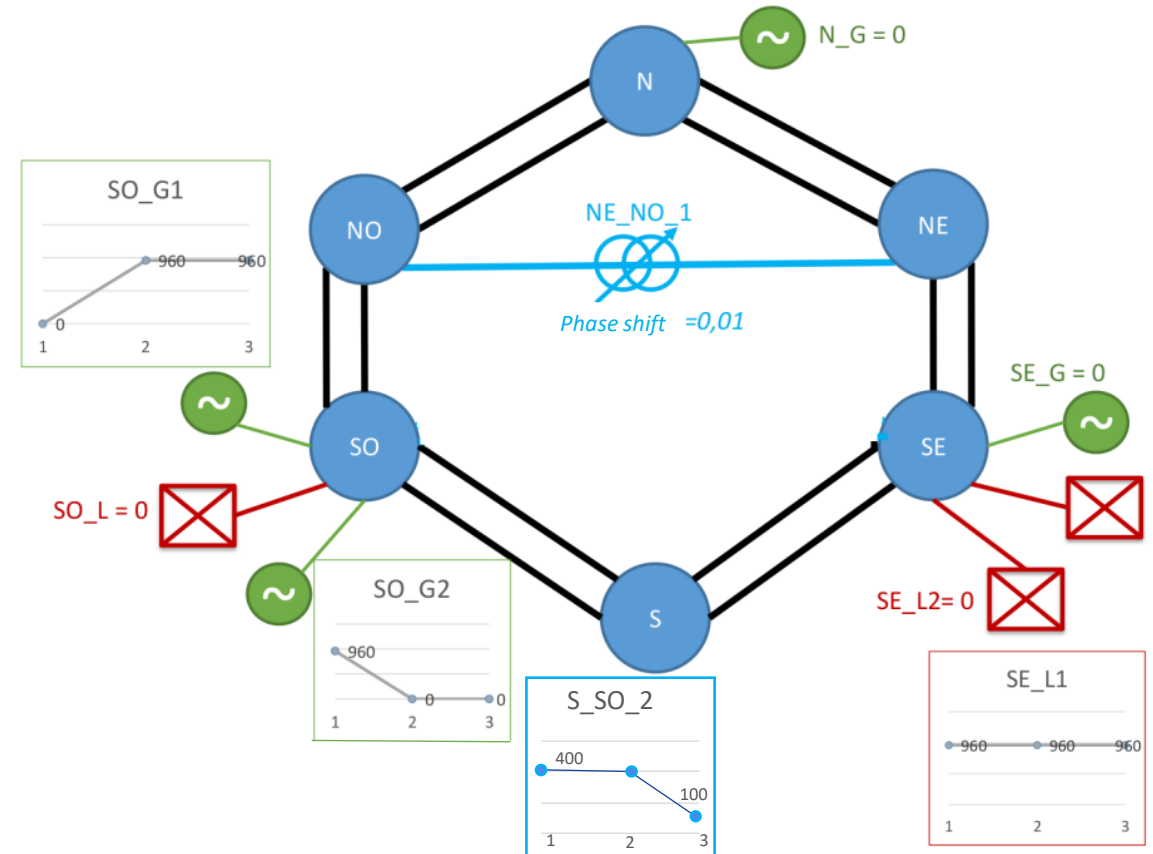 N_G = 0
N
NE_NO_1
Phase shift =0,01
NO
NE
SO_G1
0
960
960
1 2 3
SE_G = 0
SO
SE
SO_L = 0
SO_G2
960
0
0
1 2 3
S
SE_L2= 0
S_SO_2
400
100
1 2 3
SE_L1
960 960 960
1 2 3